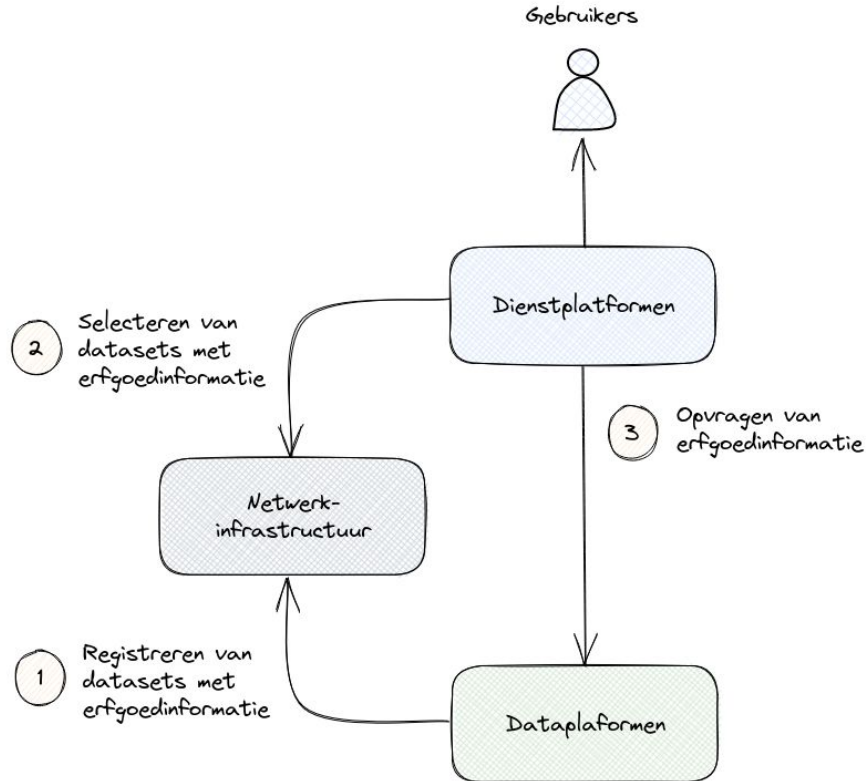 Gebruikers
Dienstplatformen
2
Selecteren van
datasets met
erfgoedinformatie
3
Opvragen van
erfgoedinformatie
Netwerk-
infrastructuur
1
Registreren van
datasets met
erfgoedinformatie
Dataplaformen